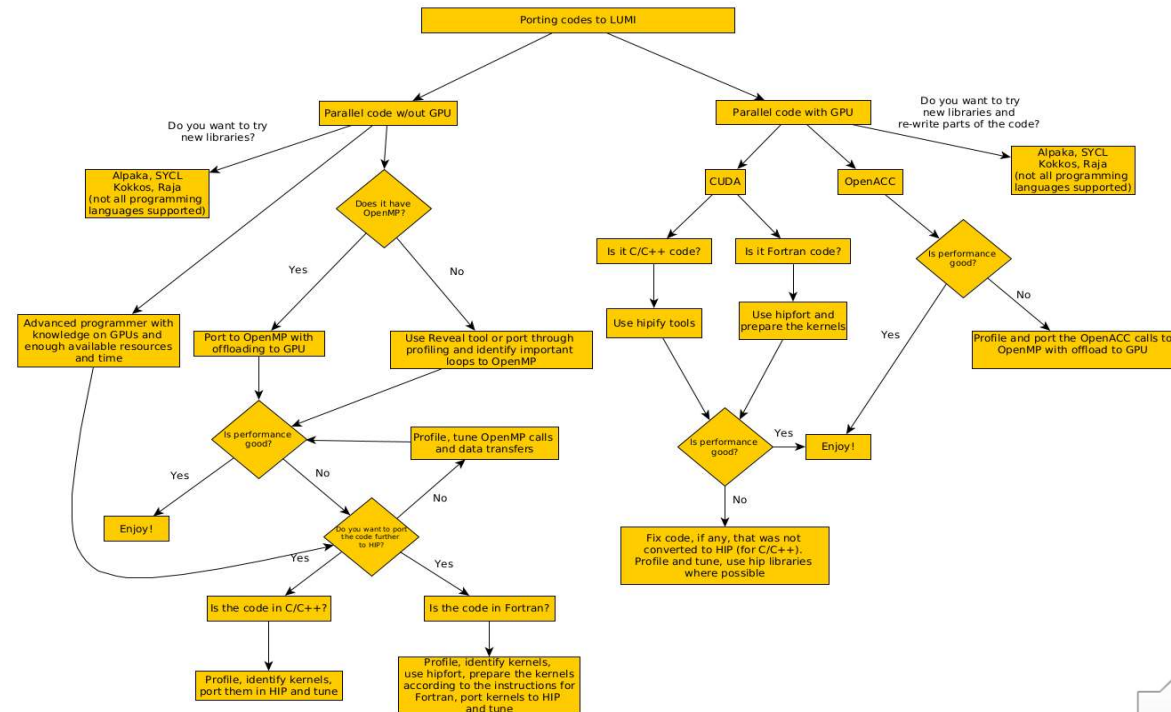 Porting codes to LUMI
Parallel code w/out GPU
Parallel code with GPU
Do you want to try
new libraries and
re-write parts of the code?
Do you want to try
new libraries?
Alpaka, SYCL
Kokkos, Raja
(not all programming
languages supported)
Does it have
OpenMP?
CUDA
OpenACC
Alpaka, SYCL
Kokkos, Raja
(not all programming
languages supported)
Yes
No
Is it C/C++ code?
Is it Fortran code?
Is performance
good?
Advanced programmer with
knowledge on GPUs and
enough available resources
and time
Port to OpenMP with
offloading to GPU
Use Reveal tool or port through
profiling and identify important
loops to OpenMP
Use hipify tools
Use hipfort and
prepare the kernels
Yes
No
Profile and port the OpenACC calls to
OpenMP with offload to GPU
Is performance
good?
Profile, tune OpenMP calls
and data transfers
Is performance
good?
Yes
Enjoy!
Yes
No
No
No
Enjoy!
Do you want to port
the code further
to HIP?
Fix code, if any, that was not
converted to HIP (for C/C++).
Profile and tune, use hip libraries
where possible
Yes
Yes
Is the code in C/C++?
Is the code in Fortran?
Profile, identify kernels,
port them in HIP and tune
Profile, identify kernels,
use hipfort, prepare the kernels
according to the instructions for
Fortran, port kernels to HIP
and tune